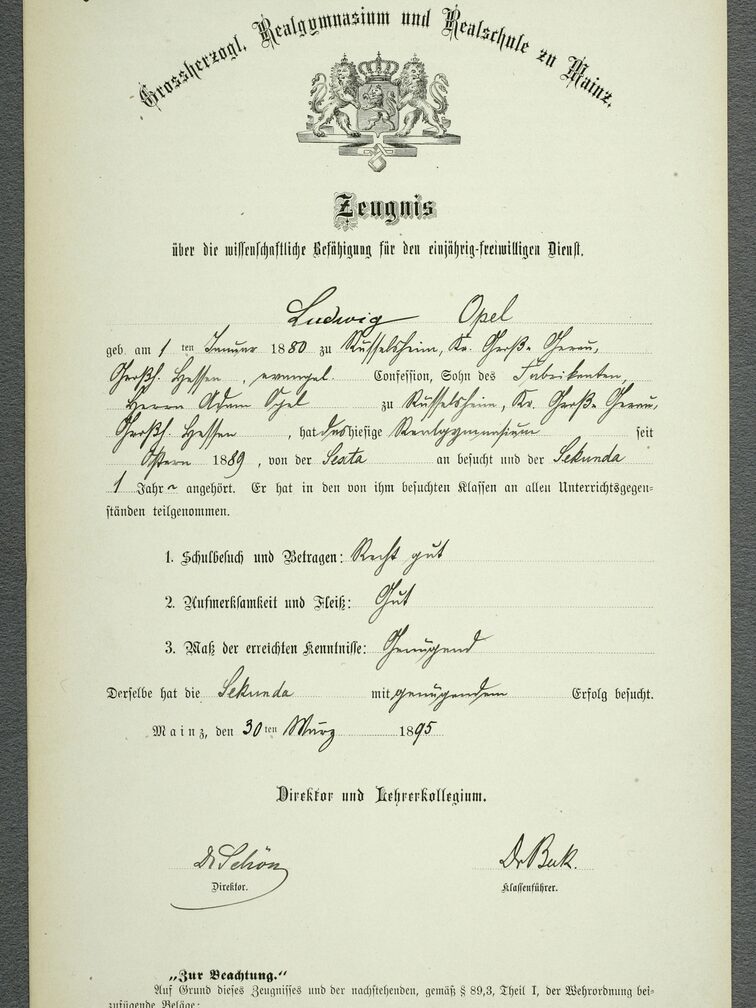 Grossherzogl. Realgymnasium und Realschule zu Mainz.
Zeugnis
über die wissenschaftliche Befähigung für den einjährig-freiwilligen Dienst.
Ludwig Opel
geb. am 1 ten Januar 1880 zu Rüsselsheim, Kr. Groß-Gerau,
Großh. Hessen, evangel. Confession, Sohn des Fabrikanten
Herrn Adam Opel zu Rüsselsheim, Kr. Groß-Gerau,
Großh. Hessen, hat das hiesige Realgymnasium seit
Ostern 1889, von der Sexta an besucht und der Sekunda
1 Jahr angehört. Er hat in den von ihm besuchten Klassen an allen Unterrichtsgegen-
ständen teilgenommen.
1. Schulbesuch und Betragen: Recht gut
2. Aufmerksamkeit und Fleiß: Gut
3. Maß der erreichten Kenntnisse: Genügend
Derselbe hat die Sekunda mit genügendem Erfolg besucht.
Mainz, den 30 ten März 1895
Direktor und Lehrerkollegium.
Dr Schön Dr Beck.
Direktor. Klassenführer.
„Zur Beachtung."
Auf Grund dieses Zeugnisses und der nachstehenden, gemäß § 89,3, Theil I, der Wehrordnung bei-
zufügende Beläge: